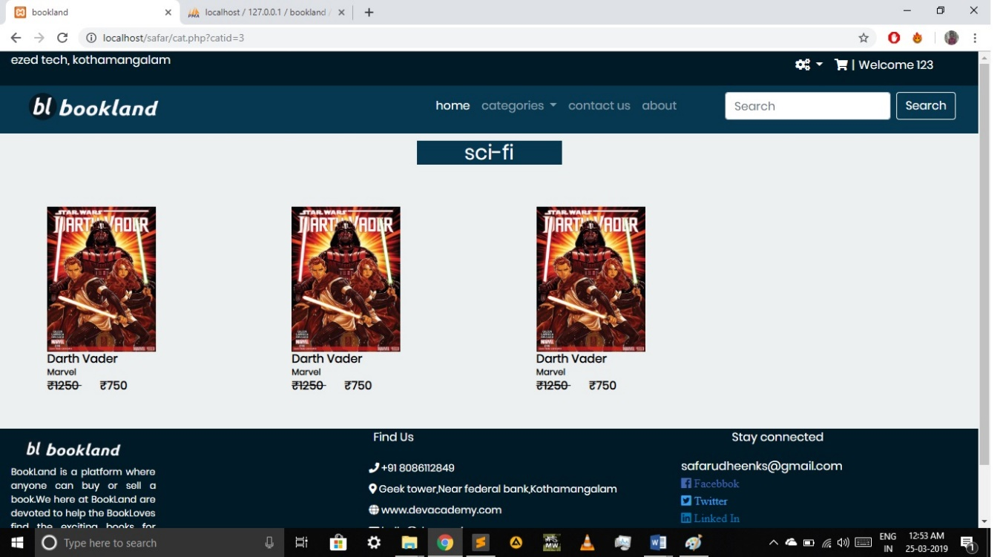 bookland
localhost / 127.0.0.1 / bookland /
localhost/safar/cat.php?catid=3
ezed tech, kothamangalam
| Welcome 123
bl bookland
home categories contact us about
Search
Search
sci-fi
STAR WARS STAR WARS STAR WARS
DARTH VADER DARTH VADER DARTH VADER
MARVEL MARVEL MARVEL
Darth Vader Darth Vader Darth Vader
Marvel Marvel Marvel
₹1250 ₹750 ₹1250 ₹750 ₹1250 ₹750
bl bookland
BookLand is a platform where
anyone can buy or sell a
book.We here at BookLand are
devoted to help the BookLoves
find the exciting books for
Find Us
+91 8086112849
Geek tower,Near federal bank,Kothamangalam
www.devacademy.com
Stay connected
safarudheenks@gmail.com
Facebbok
Twitter
Linked In
Type here to search
ENG
IN
12:53 AM
25-03-2019